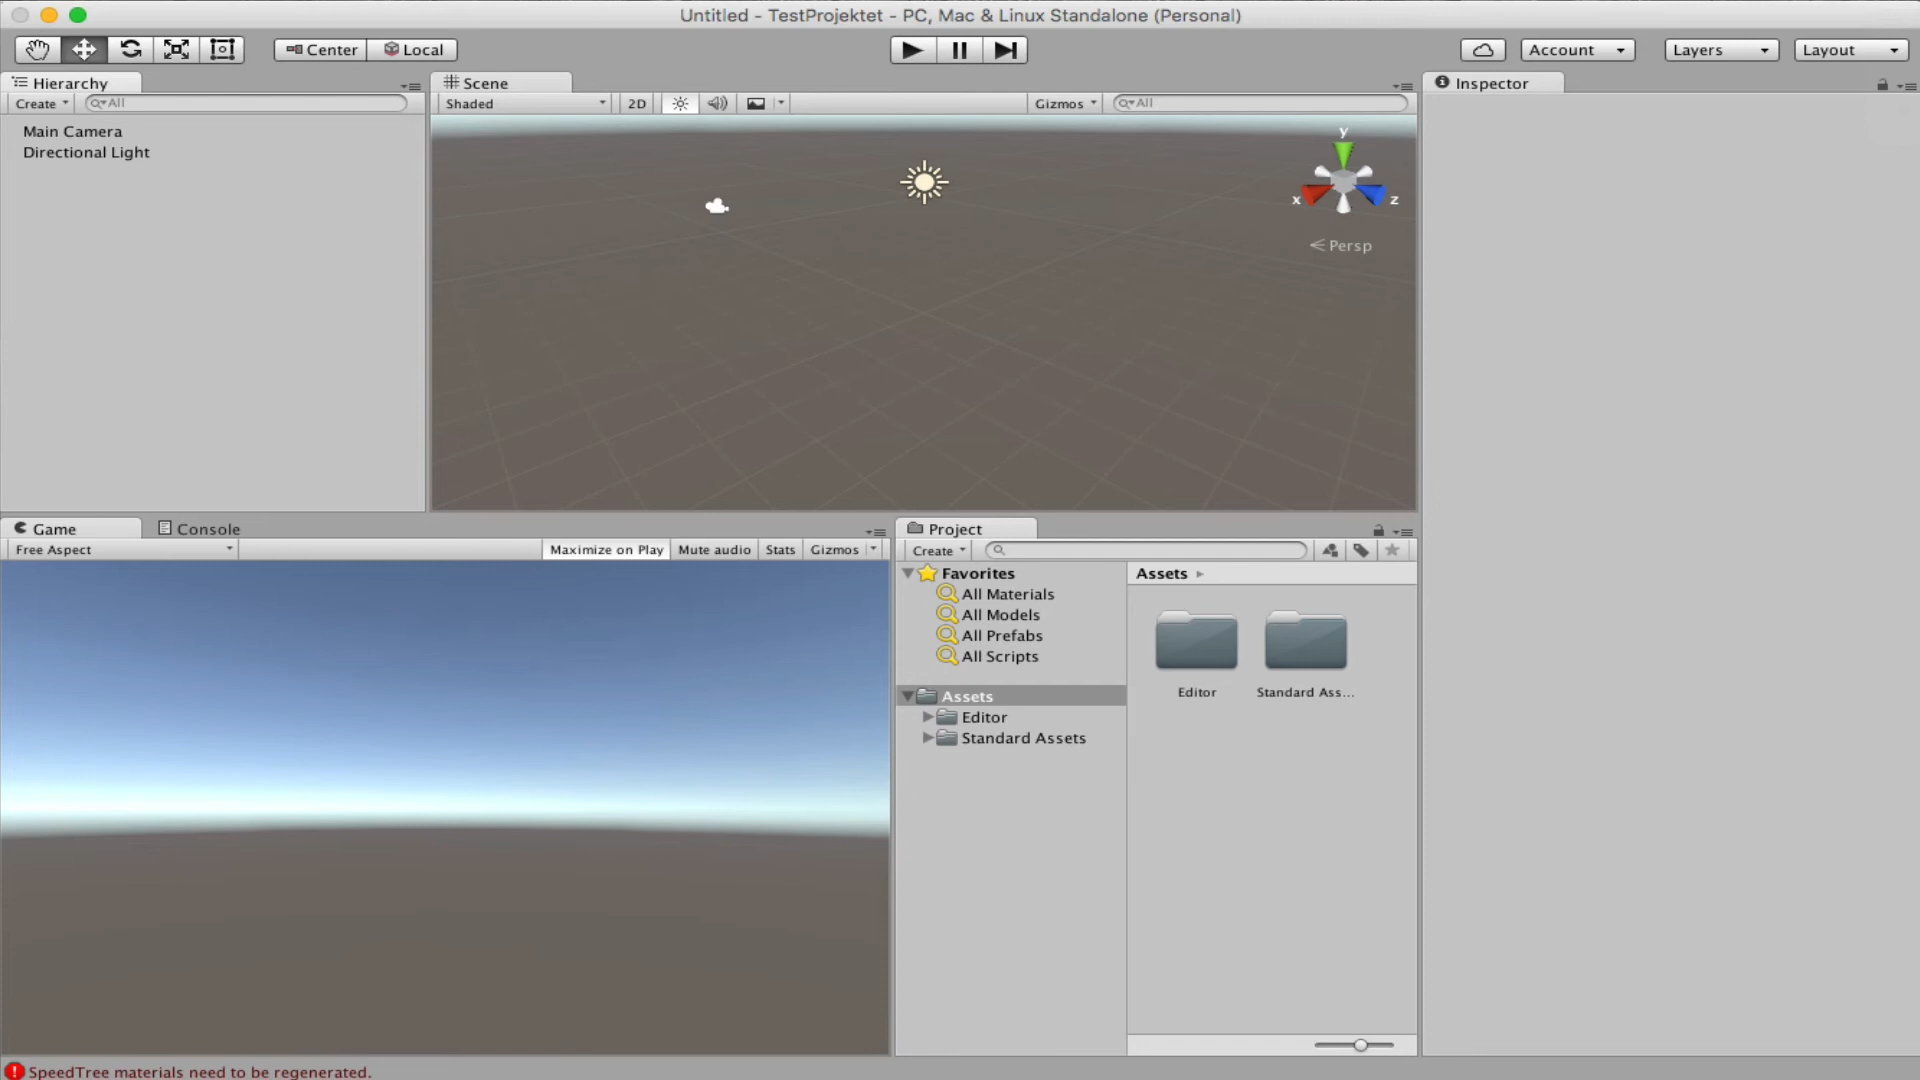 Untitled - TestProjektet - PC, Mac & Linux Standalone (Personal)
Center Local Account Layers Layout
Hierarchy
Create All
Main Camera
Directional Light
Scene
Shaded 2D Gizmos All
y
x z
Persp
Inspector
Game Console
Free Aspect Maximize on Play Mute audio Stats Gizmos
Project
Create
Favorites
All Materials
All Models
All Prefabs
All Scripts
Assets
Editor
Standard Assets
Assets
Editor Standard Ass...
SpeedTree materials need to be regenerated.